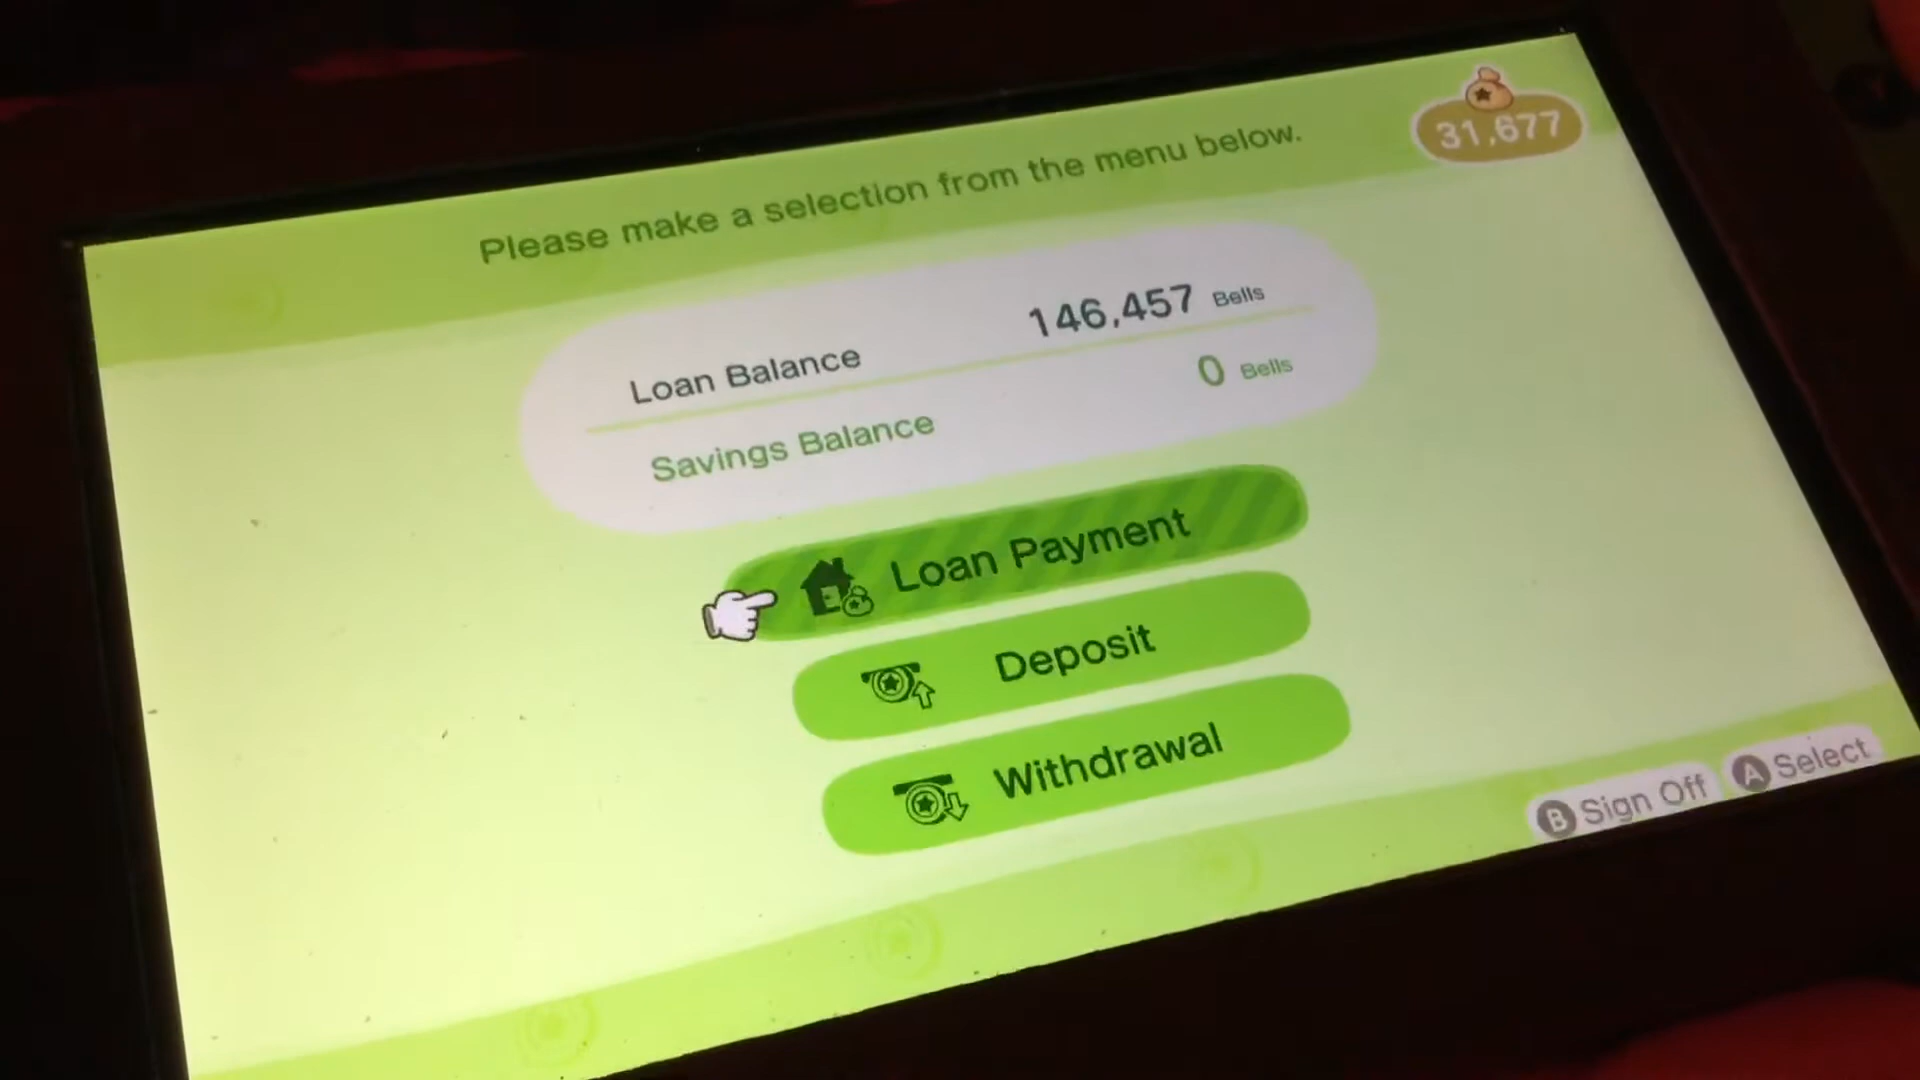 31,677
Please make a selection from the menu below.
Loan Balance 146,457 Bells
Savings Balance 0 Bells
Loan Payment
Deposit
Withdrawal
B Sign Off A Select